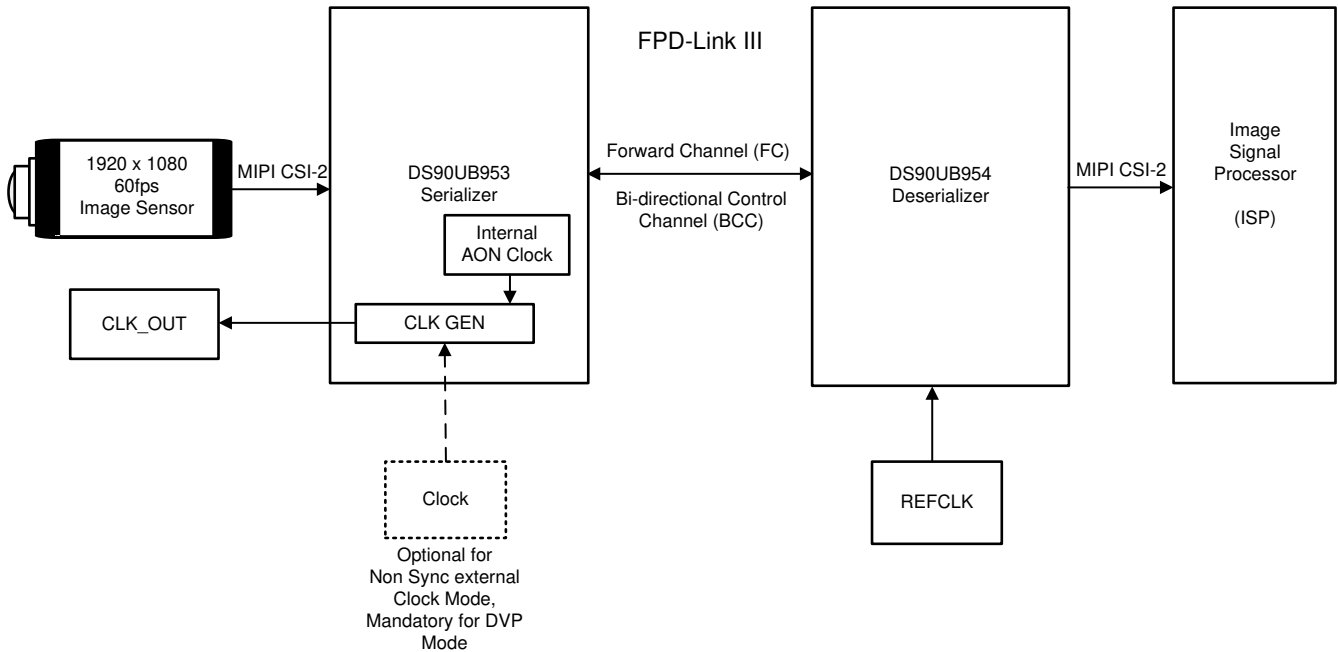 FPD-Link III
1920 x 1080
60fps
Image Sensor
MIPI CSI-2
DS90UB953
Serializer
Internal
AON Clock
CLK GEN
CLK_OUT
Clock
Optional for
Non Sync external
Clock Mode,
Mandatory for DVP
Mode
Forward Channel (FC)
Bi-directional Control
Channel (BCC)
DS90UB954
Deserializer
REFCLK
MIPI CSI-2
Image
Signal
Processor
(ISP)